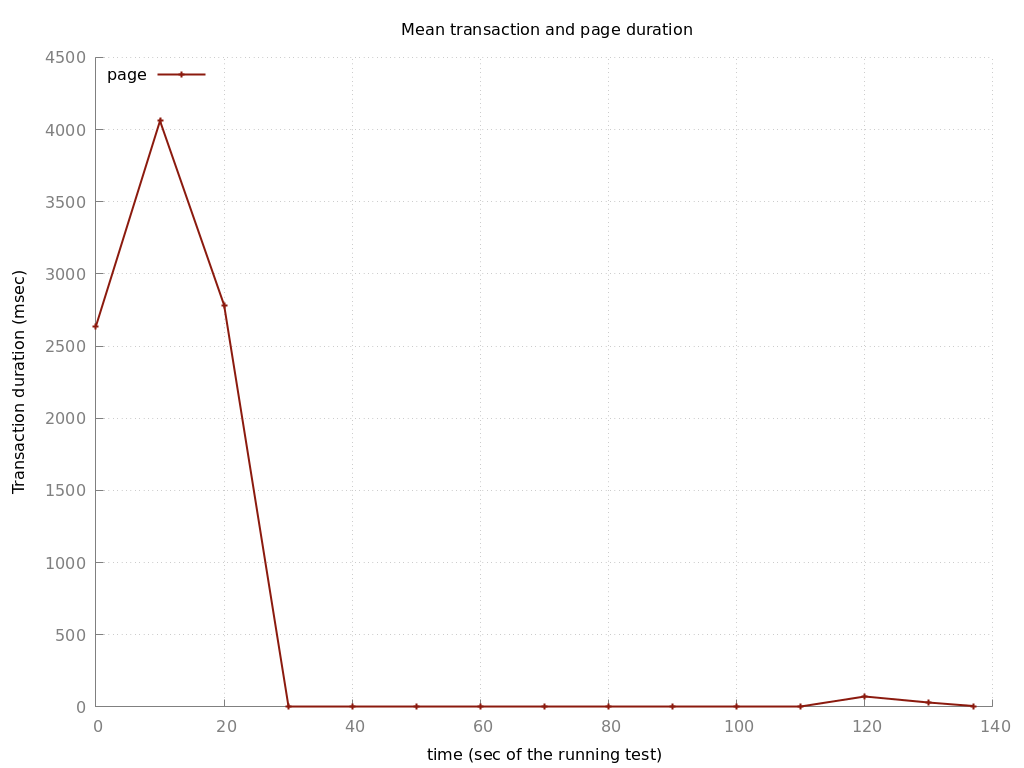 Mean transaction and page duration
page
4500
4000
3500
3000
2500
2000
1500
1000
500
0
Transaction duration (msec)
0 20 40 60 80 100 120 140
time (sec of the running test)